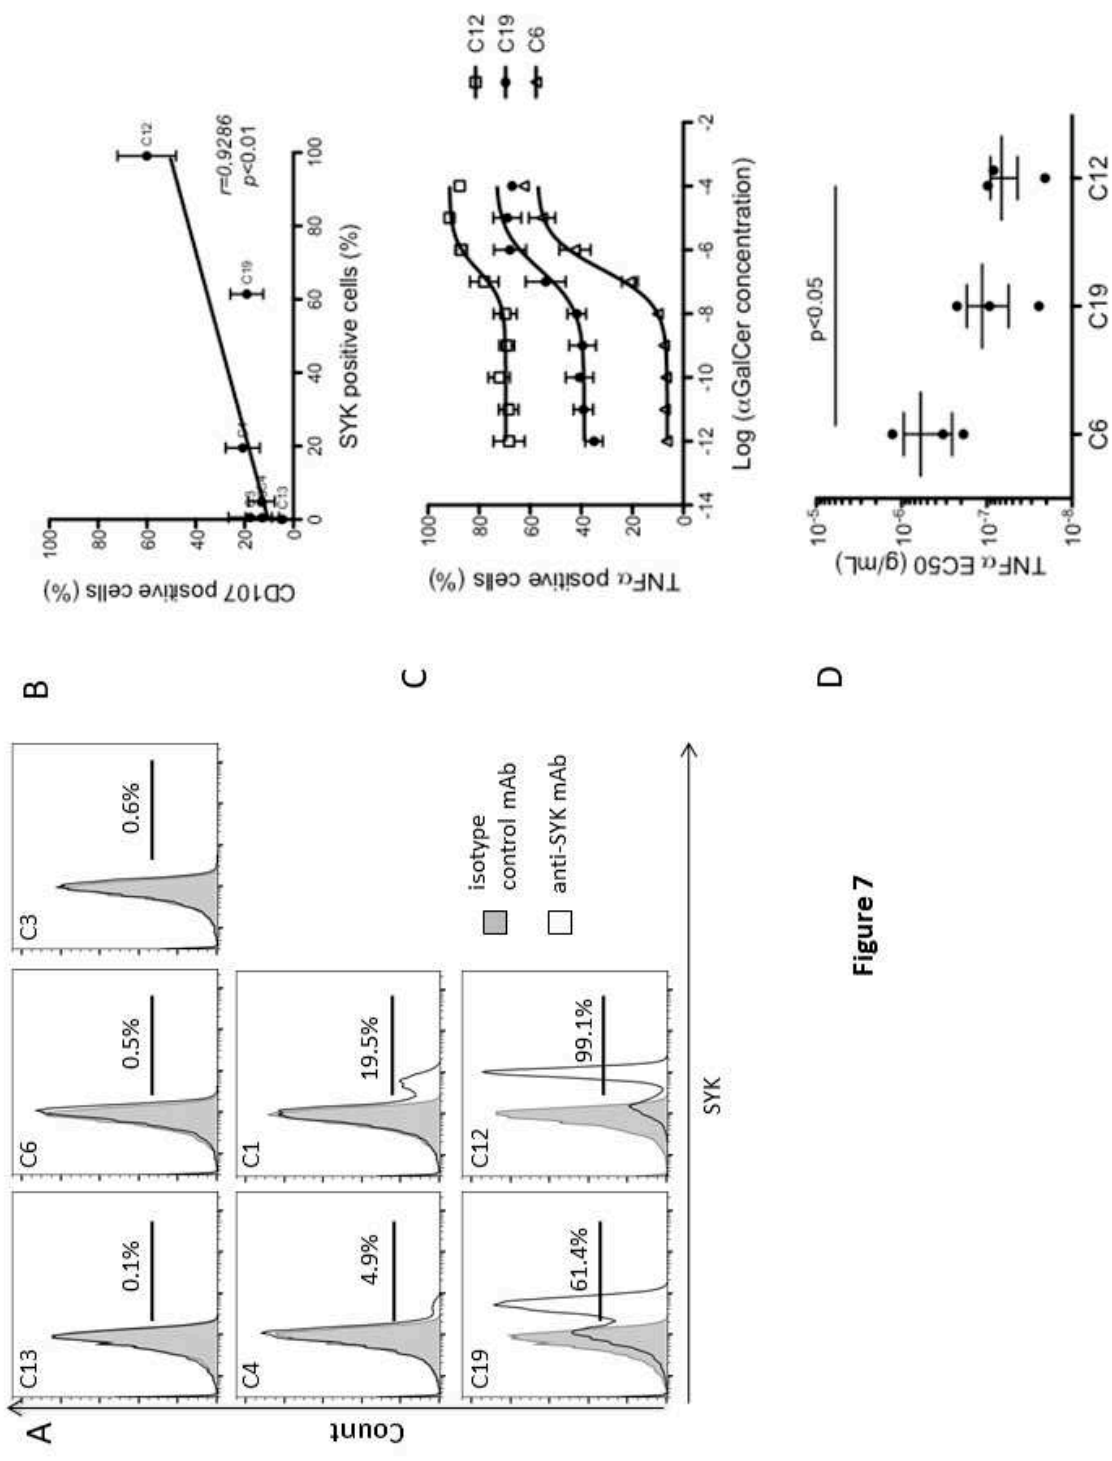 A
Count
C13
0.1%
C6
0.5%
C3
0.6%
C4
4.9%
C1
19.5%
C19
61.4%
C12
99.1%
SYK
isotype
control mAb
anti-SYK mAb
B
CD107 positive cells (%)
100
80
60
40
20
0
0
20
40
60
80
100
SYK positive cells (%)
C12
C19
C13
r=0.9286
p<0.01
C
TNFα positive cells (%)
100
80
60
40
20
0
-14
-12
-10
-8
-6
-4
-2
Log (αGalCer concentration)
C12
C19
C6
D
TNFα EC50 (g/mL)
10-5
10-6
10-7
10-8
p<0.05
C6
C19
C12
Figure 7